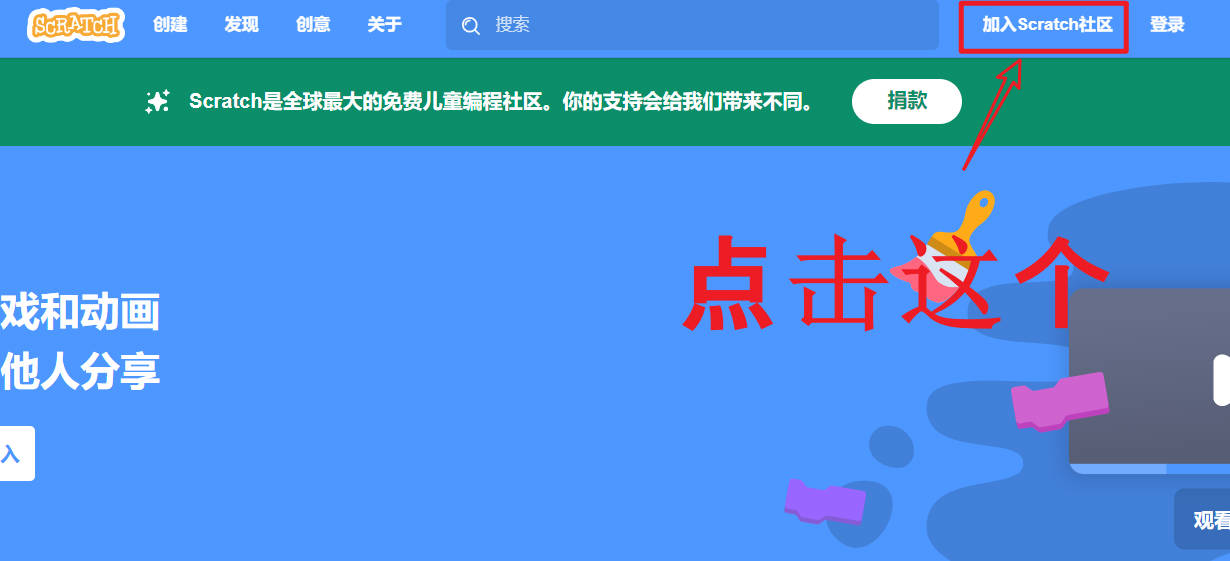 SCRATCH 创建 发现 创意 关于 搜索 加入Scratch社区 登录
Scratch是全球最大的免费儿童编程社区。你的支持会给我们带来不同。 捐款
点击这个
戏和动画
他人分享
入
观看